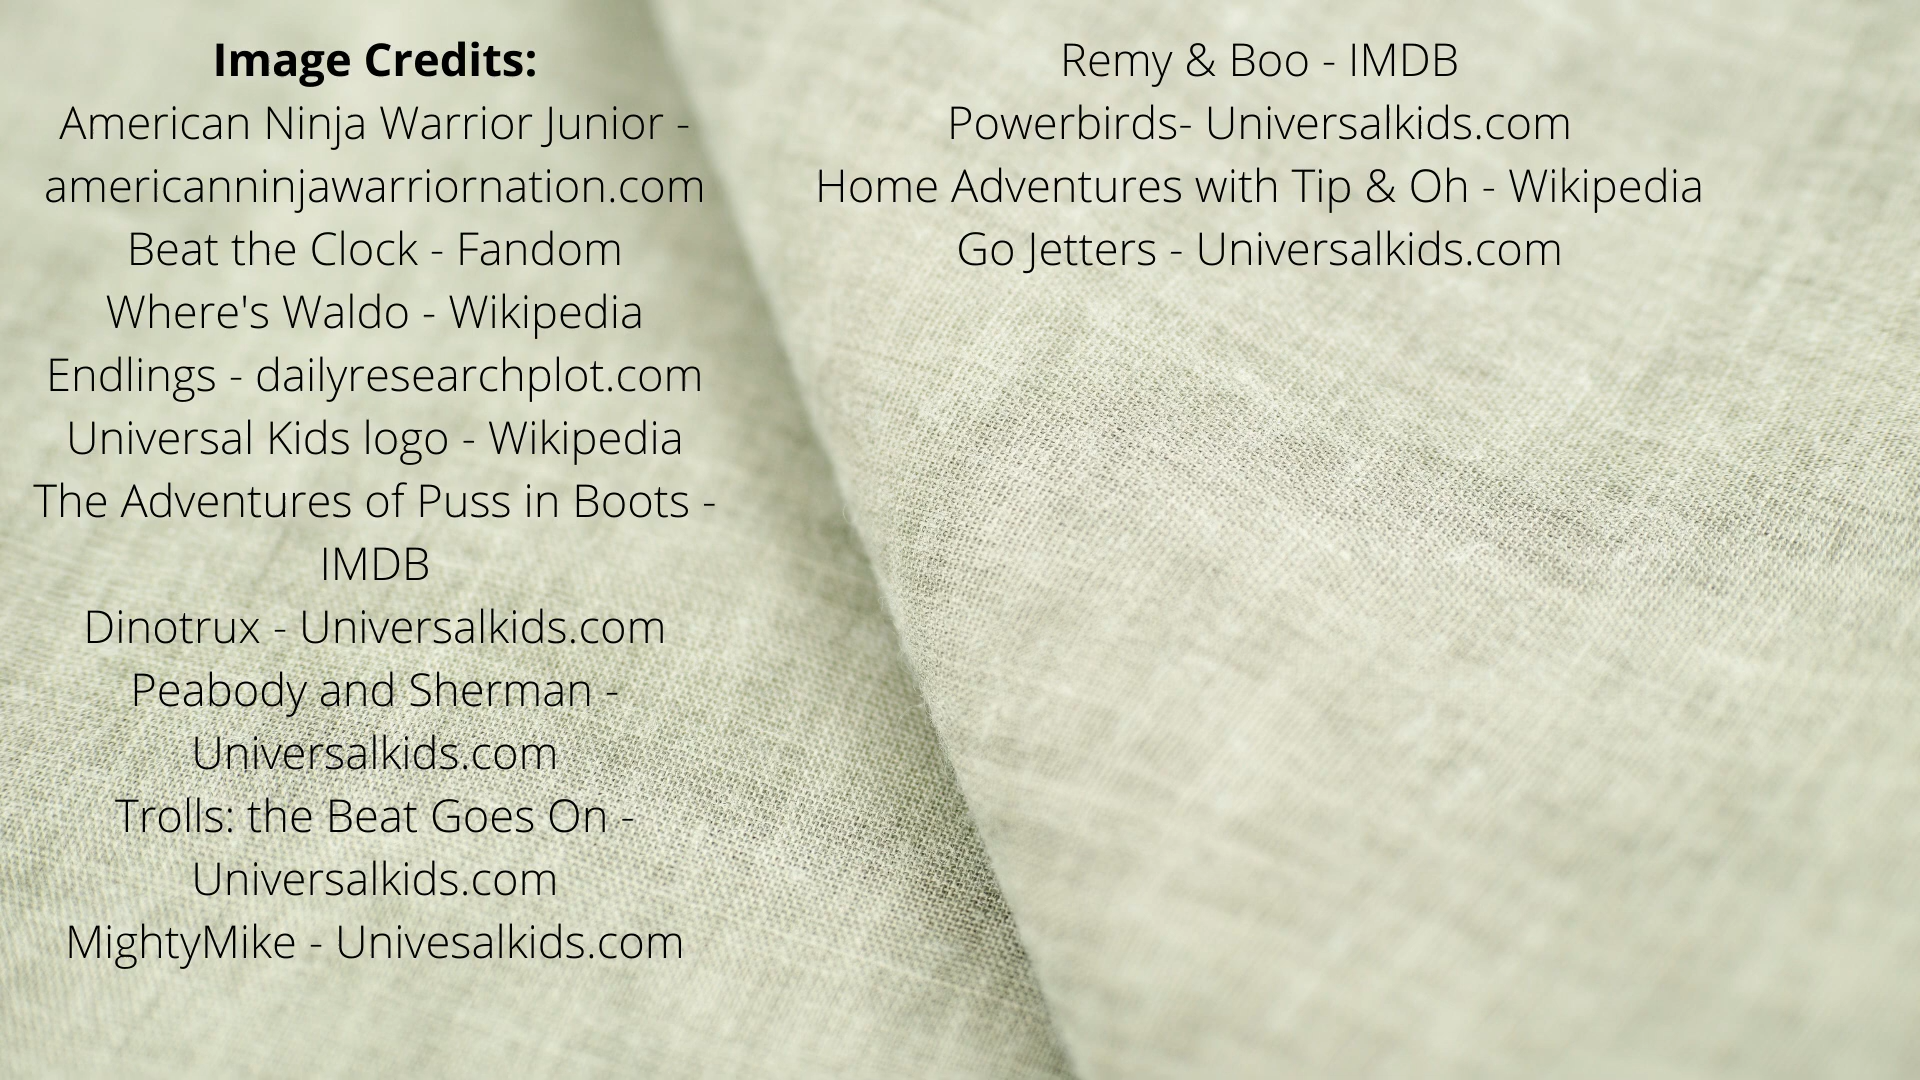 Image Credits:
American Ninja Warrior Junior -
americanninjawarriornation.com
Beat the Clock - Fandom
Where's Waldo - Wikipedia
Endlings - dailyresearchplot.com
Universal Kids logo - Wikipedia
The Adventures of Puss in Boots -
IMDB
Dinotrux - Universalkids.com
Peabody and Sherman -
Universalkids.com
Trolls: the Beat Goes On -
Universalkids.com
MightyMike - Univesalkids.com
Remy & Boo - IMDB
Powerbirds- Universalkids.com
Home Adventures with Tip & Oh - Wikipedia
Go Jetters - Universalkids.com